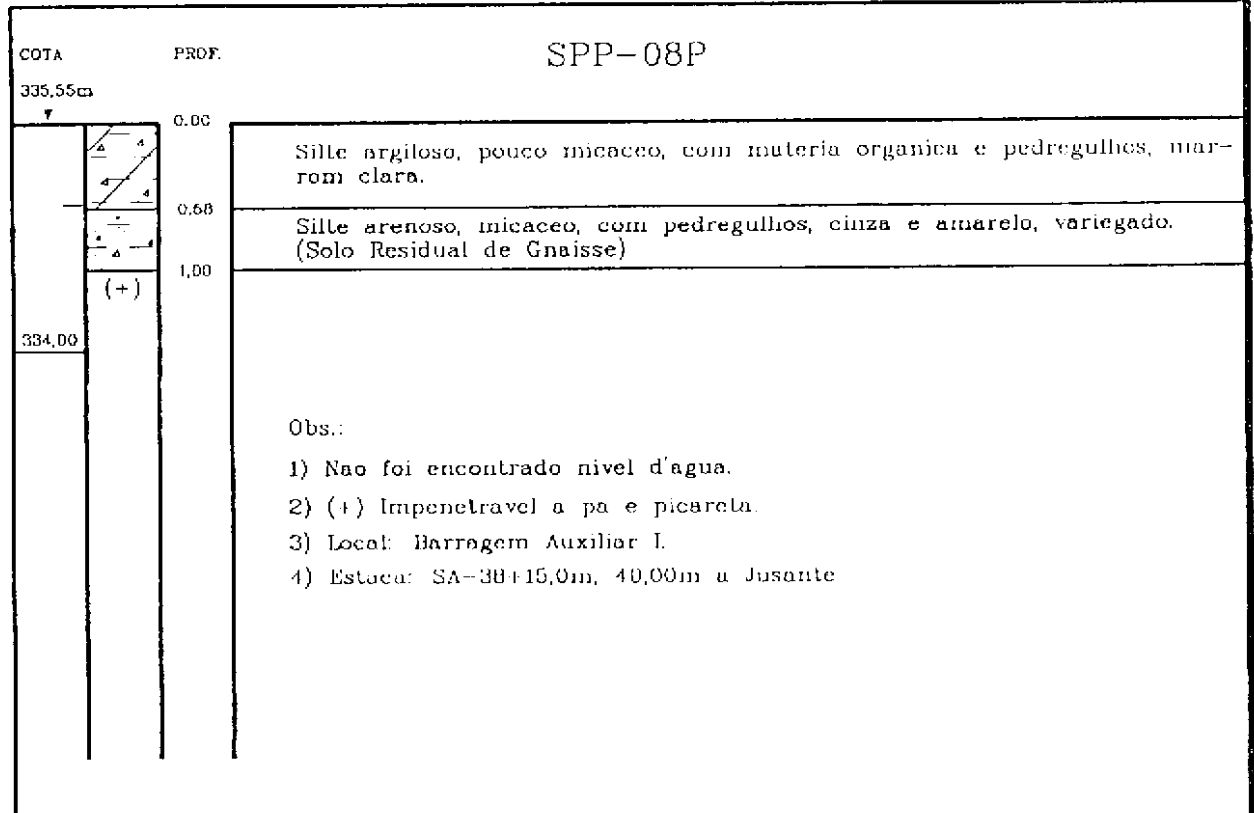 SPP-08P
COTA
PROF.
335,55m
0.00
Silte argiloso, pouco micaceo, com materia organica e pedregulhos, mar-
rom clara.
0.68
Silte arenoso, micaceo, com pedregulhos, cinza e amarelo, variegado.
(Solo Residual de Gnaisse)
1,00
(+)
334,00
Obs.:
1) Nao foi encontrado nivel d'agua.
2) (+) Impenetravel a pa e picareta.
3) Local: Barragem Auxiliar I.
4) Estaca: SA-38+15,0m, 40,00m a Jusante